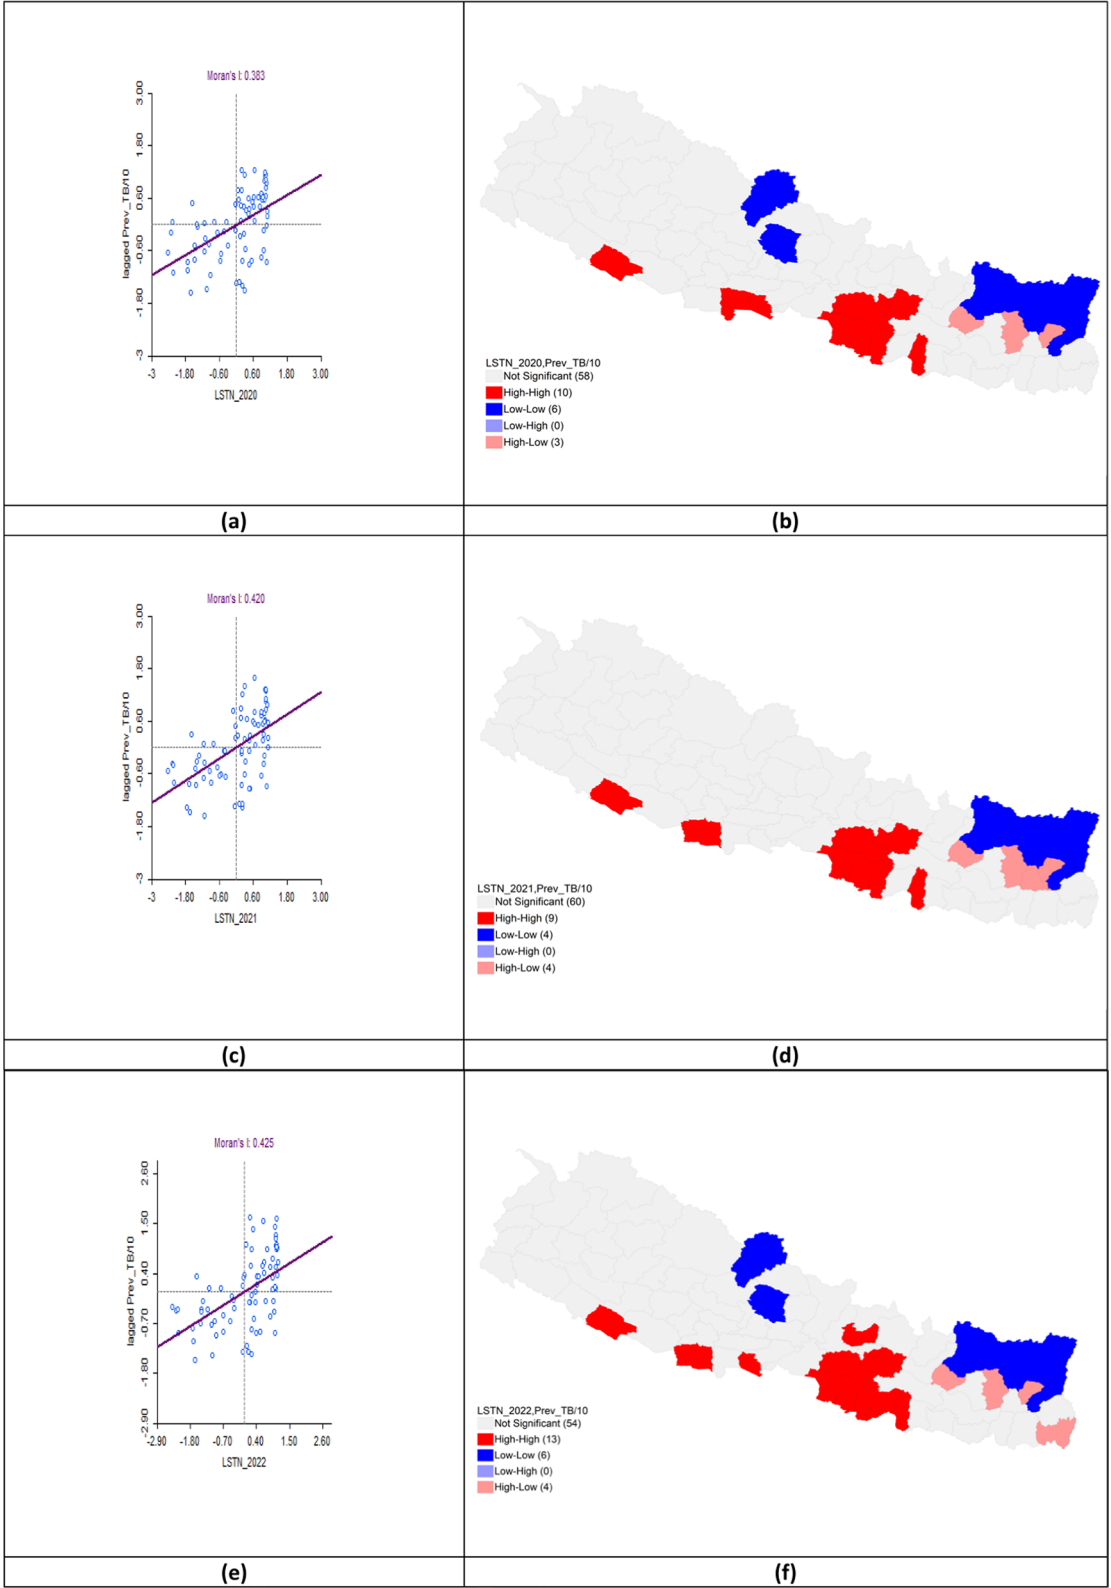 Moran's I: 0.383
3.00
1.80
0.60
-0.60
-1.80
-3
lagged Prev_TB/10
-3 -1.80 -0.60 0.60 1.80 3.00
LSTN_2020
LSTN_2020,Prev_TB/10
Not Significant (58)
High-High (10)
Low-Low (6)
Low-High (0)
High-Low (3)
(a)
(b)
Moran's I: 0.420
3.00
1.80
0.60
-0.60
-1.80
-3
lagged Prev_TB/10
-3 -1.80 -0.60 0.60 1.80 3.00
LSTN_2021
LSTN_2021,Prev_TB/10
Not Significant (60)
High-High (9)
Low-Low (4)
Low-High (0)
High-Low (4)
(c)
(d)
Moran's I: 0.425
2.60
1.50
0.40
-0.70
-1.80
-2.90
lagged Prev_TB/10
-2.90 -1.80 -0.70 0.40 1.50 2.60
LSTN_2022
LSTN_2022,Prev_TB/10
Not Significant (54)
High-High (13)
Low-Low (6)
Low-High (0)
High-Low (4)
(e)
(f)